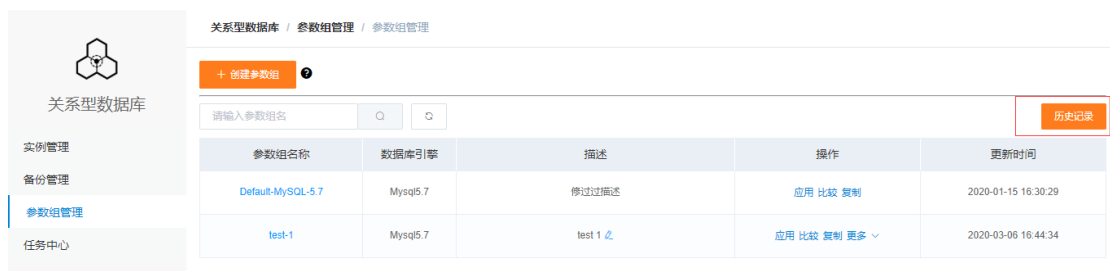 关系型数据库 / 参数组管理 / 参数组管理
关系型数据库
实例管理
备份管理
参数组管理
任务中心
+ 创建参数组 ?
请输入参数组名
历史记录
参数组名称 数据库引擎 描述 操作 更新时间
Default-MySQL-5.7 Mysql5.7 修过过描述 应用 比较 复制 2020-01-15 16:30:29
test-1 Mysql5.7 test 1 应用 比较 复制 更多 2020-03-06 16:44:34